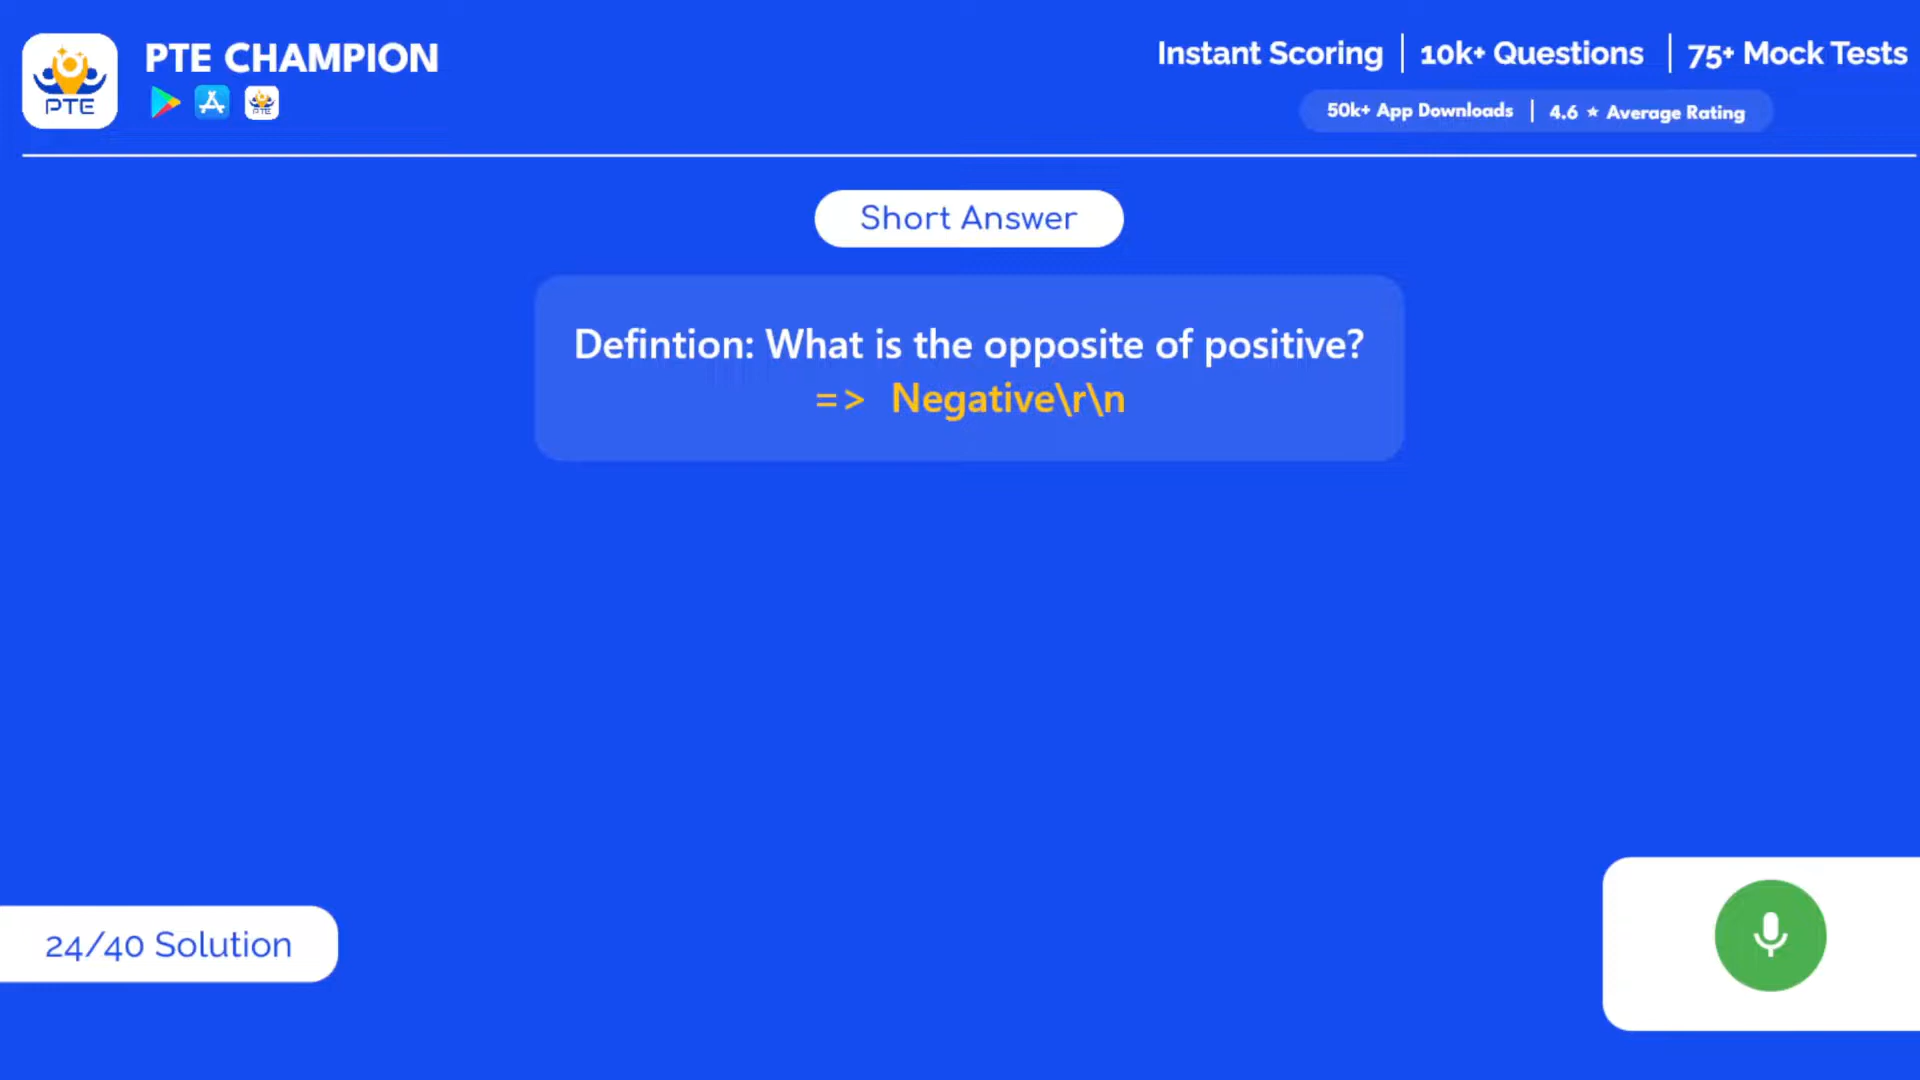 PTE CHAMPION
PTE
PTE
Instant Scoring | 10k+ Questions | 75+ Mock Tests
50k+ App Downloads | 4.6 ★ Average Rating
Short Answer
Defintion: What is the opposite of positive?
=> Negative\r\n
24/40 Solution